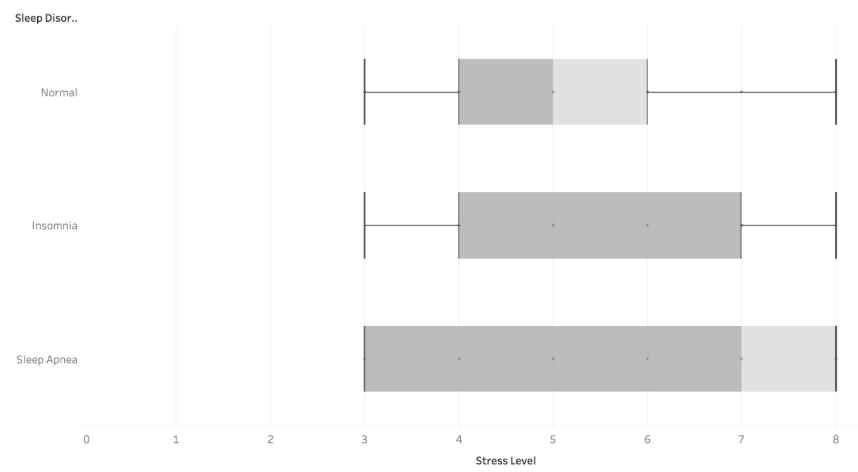 Sleep Disor..
Normal
Insomnia
Sleep Apnea
0 1 2 3 4 5 6 7 8
Stress Level